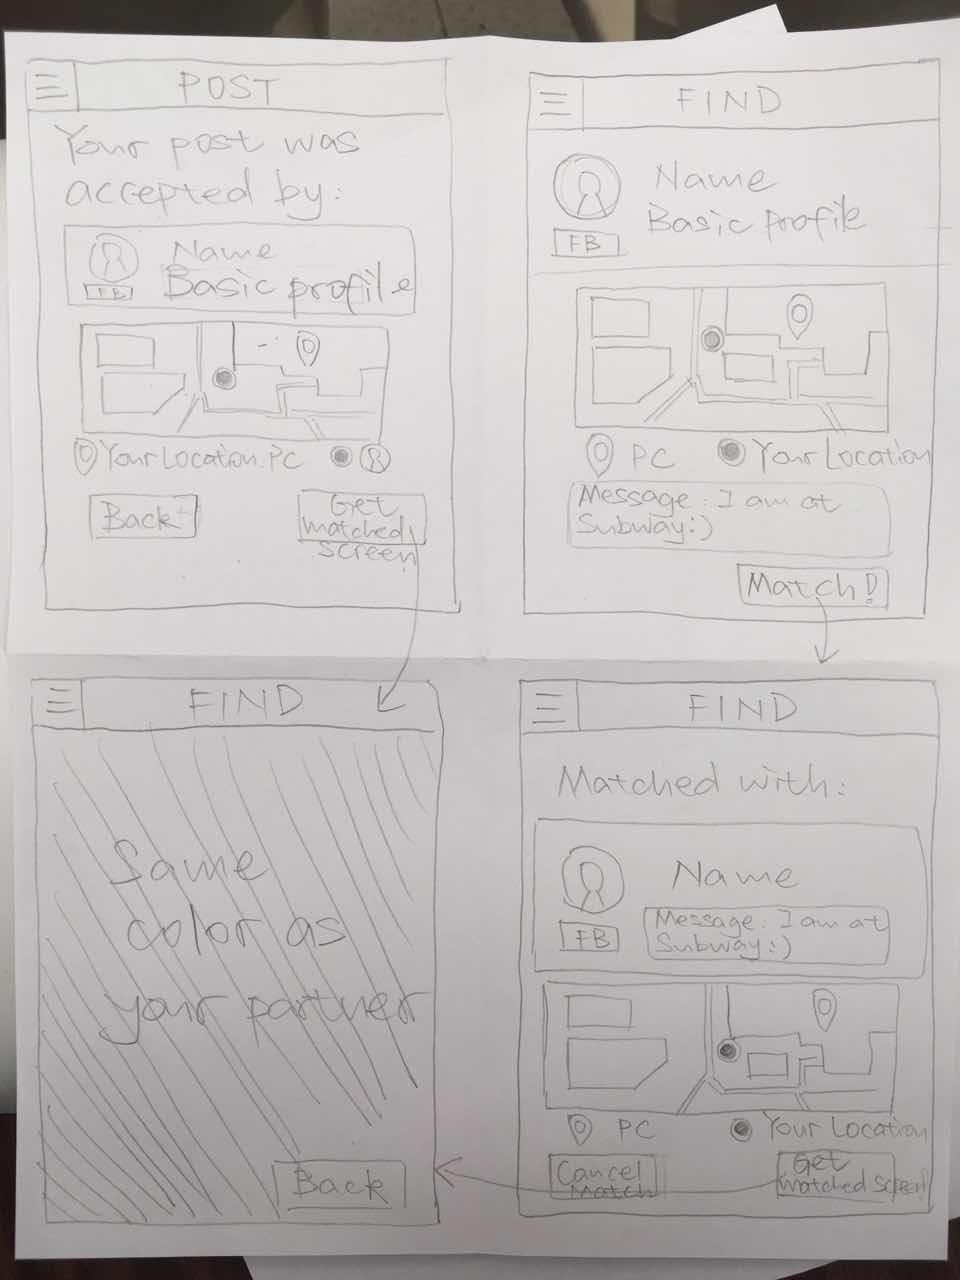 POST
Your post was
accepted by:
Name
FB
Basic profile
Your Location. PC
Back
Get
matched
screen
FIND
Name
Basic profile
FB
PC
Your Location
Message: I am at
Subway:)
Match!
FIND
Same
color as
your partner
Back
FIND
Matched with:
Name
FB
Message: I am at
Subway:)
PC
Your Location
Cancel
Match
Get
matched screen